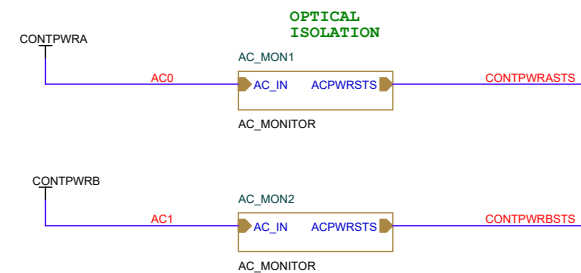 OPTICAL
ISOLATION
CONTPWRA
AC_MON1
AC0
AC_IN
ACPWRSTS
CONTPWRASTS
AC_MONITOR
CONTPWRB
AC_MON2
AC1
AC_IN
ACPWRSTS
CONTPWRBSTS
AC_MONITOR